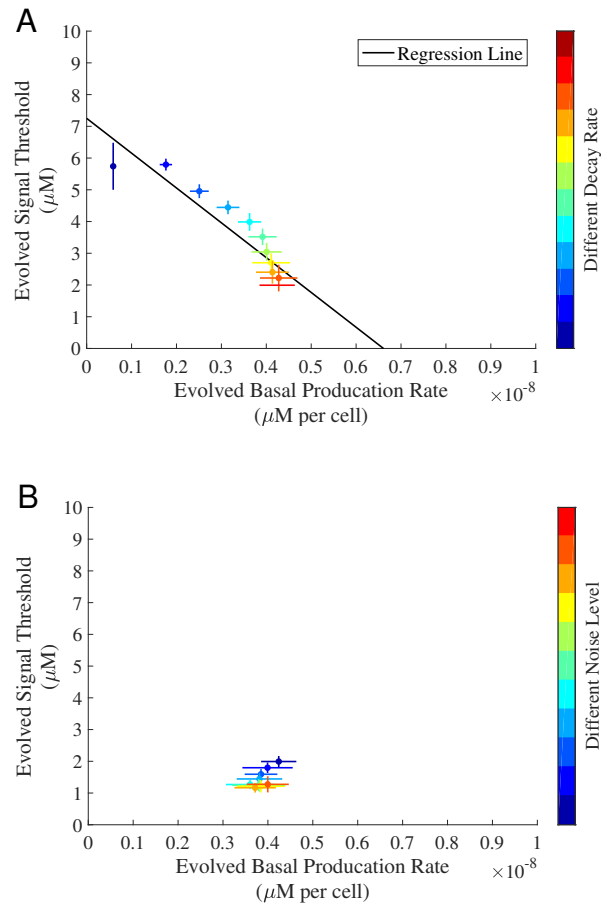 A
10
9
8
7
6
5
4
3
2
1
0
Evolved Signal Threshold
(μM)
Regression Line
Different Decay Rate
0 0.1 0.2 0.3 0.4 0.5 0.6 0.7 0.8 0.9 1
Evolved Basal Producation Rate
×10⁻⁸
(μM per cell)
B
10
9
8
7
6
5
4
3
2
1
0
Evolved Signal Threshold
(μM)
Different Noise Level
0 0.1 0.2 0.3 0.4 0.5 0.6 0.7 0.8 0.9 1
Evolved Basal Producation Rate
×10⁻⁸
(μM per cell)